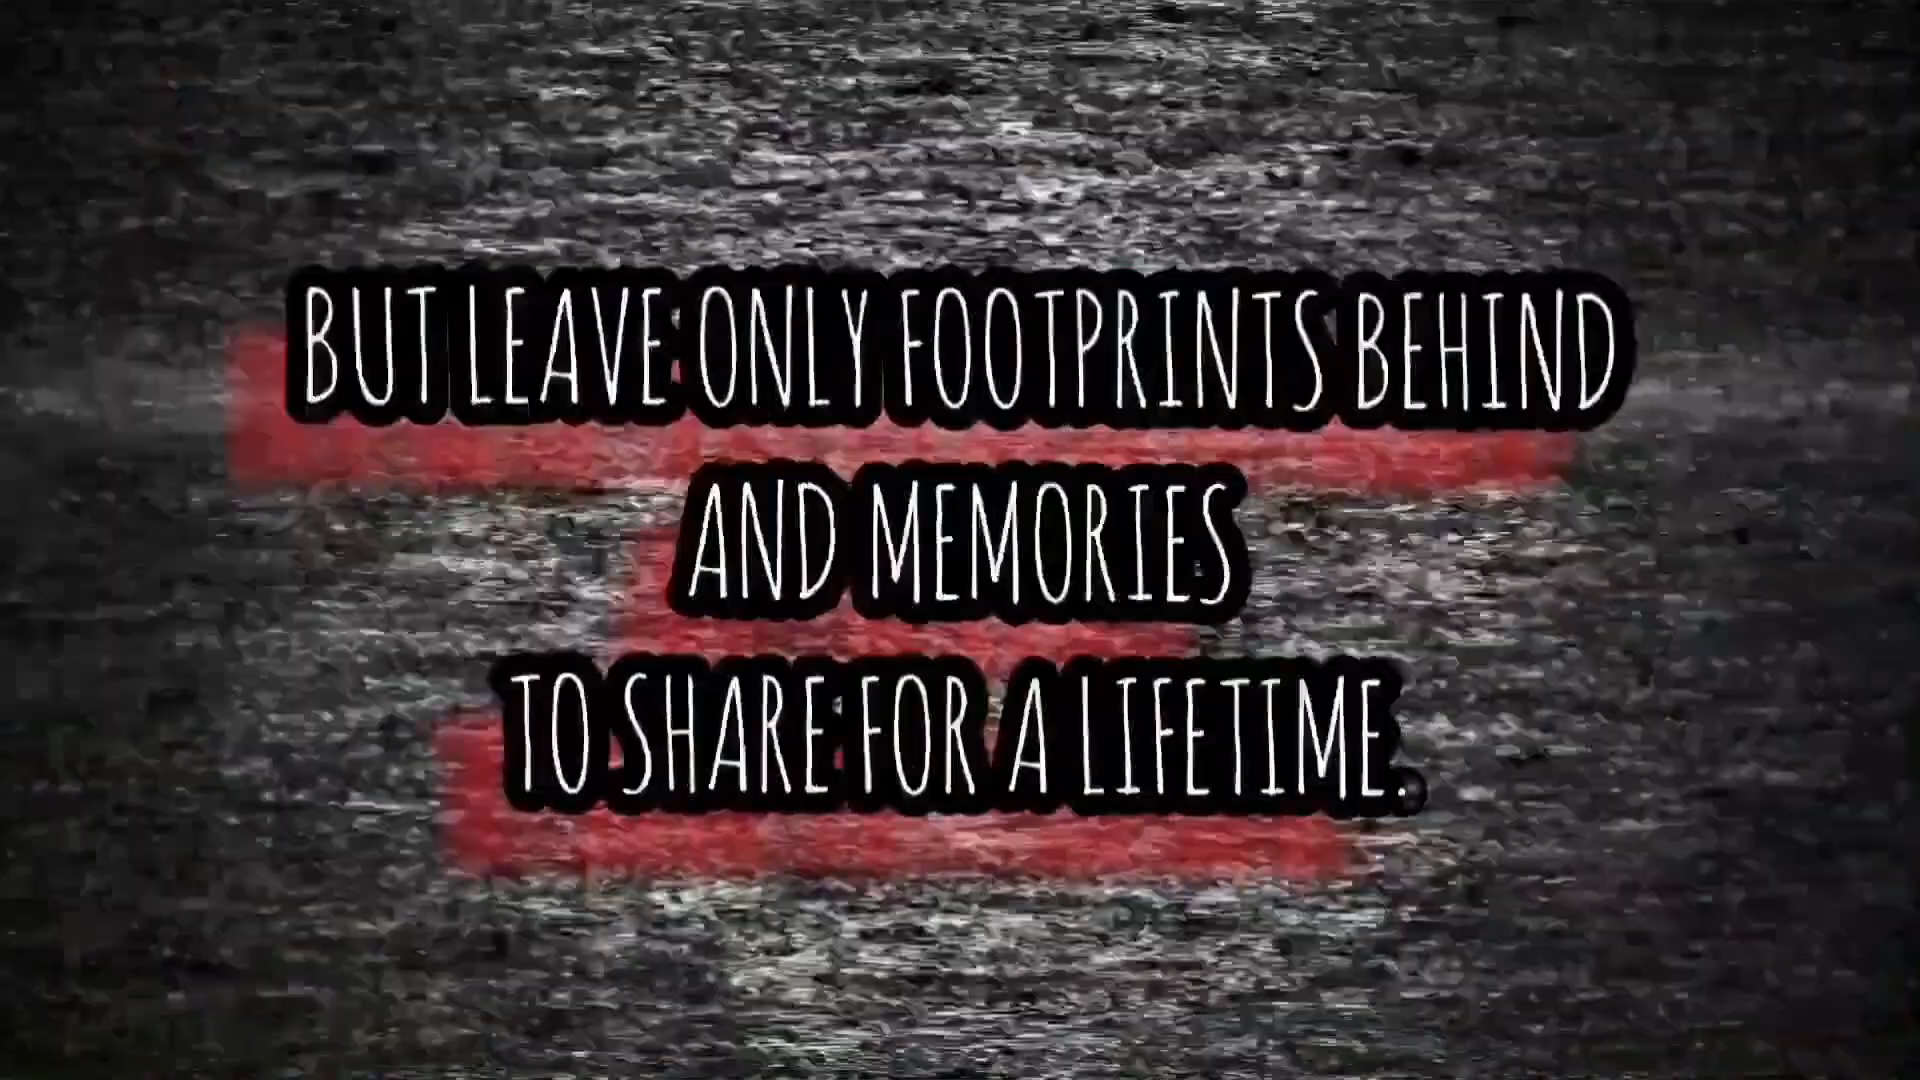 BUT LEAVE ONLY FOOTPRINTS BEHIND
AND MEMORIES
TO SHARE FOR A LIFETIME.